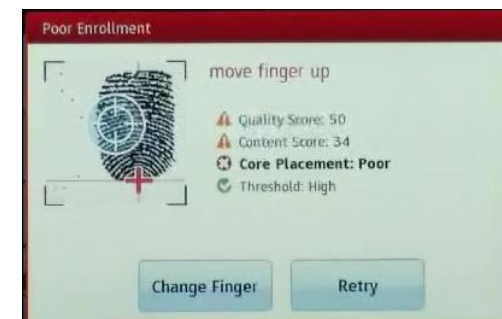 Poor Enrollment
move finger up
Quality Score: 50
Content Score: 34
Core Placement: Poor
Threshold: High
Change Finger
Retry